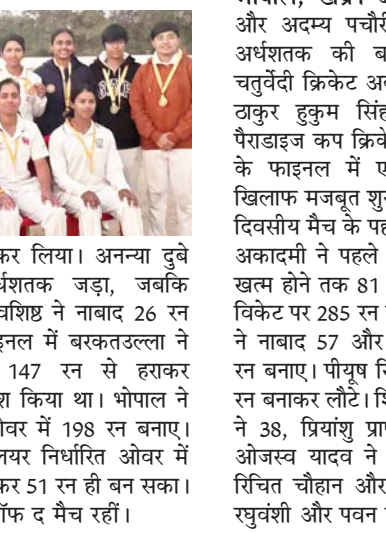 कर लिया। अनन्या दुबे
र्धशतक जड़ा, जबकि
वशिष्ठ ने नाबाद 26 रन
इनल में बरकतउल्ला ने
147 रन से हराकर
श किया था। भोपाल ने
ओवर में 198 रन बनाए।
लयर निर्धारित ओवर में
कर 51 रन ही बन सका।
ऑफ द मैच रहीं।
और अदम्य पचौरी
अर्धशतक की ब
चतुर्वेदी क्रिकेट अक
ठाकुर हुकुम सिंह
पैराडाइज कप क्रिके
के फाइनल में ए
खिलाफ मजबूत शुरु
दिवसीय मैच के पह
अकादमी ने पहले
खत्म होने तक 81
विकेट पर 285 रन
ने नाबाद 57 और
रन बनाए। पीयूष सि
रन बनाकर लौटे। शि
ने 38, प्रियांशु प्रा
ओजस्व यादव ने
रिचित चौहान और
रघुवंशी और पवन